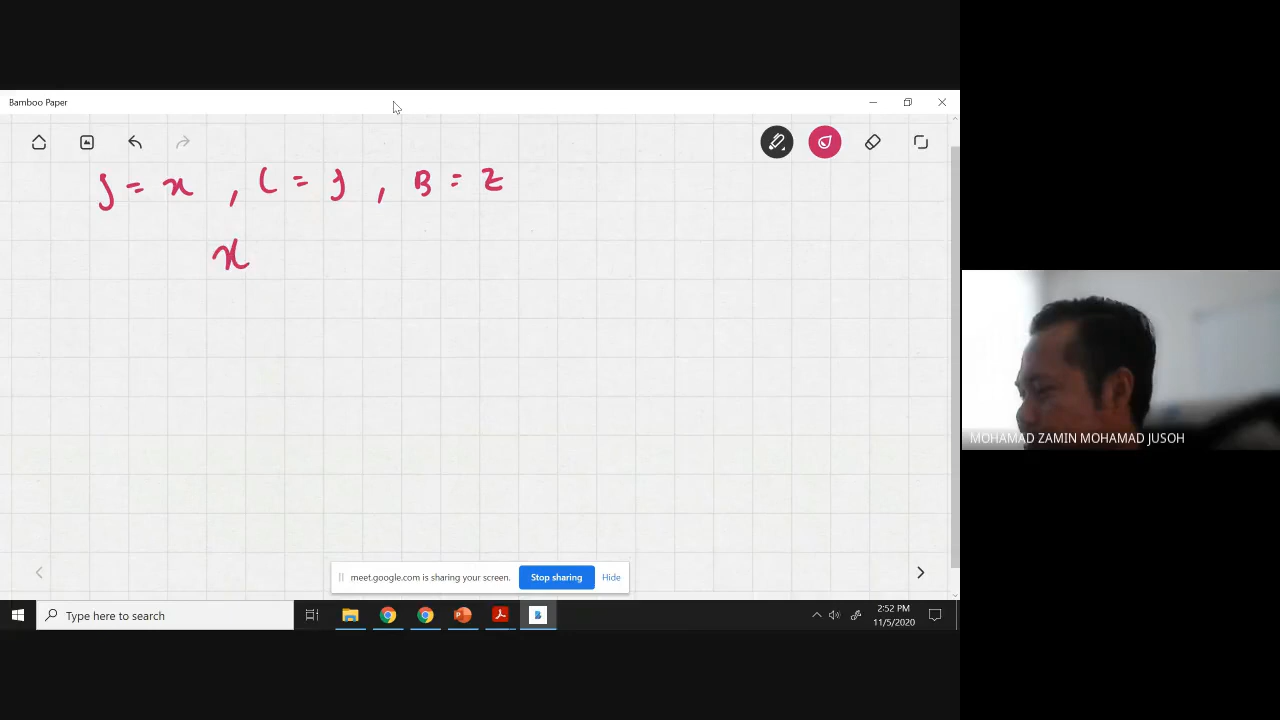 Bamboo Paper
J = x , C = y , B = z
x
MOHAMAD ZAMIN MOHAMAD JUSOH
meet.google.com is sharing your screen. Stop sharing Hide
Type here to search
2:52 PM
11/5/2020